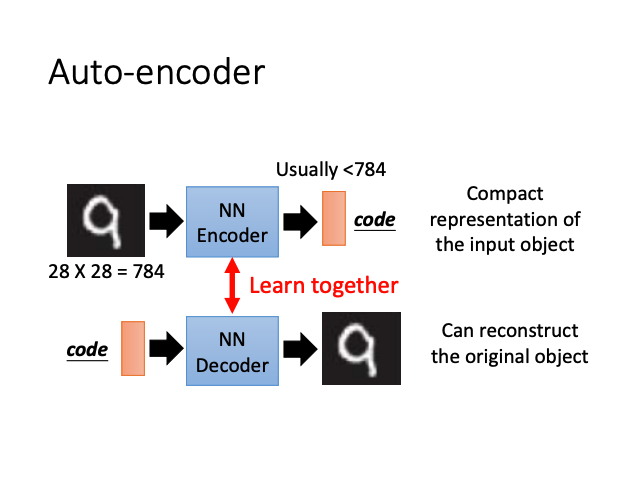 Auto-encoder
Usually <784
NN
Encoder
code
Compact
representation of
the input object
28 X 28 = 784
Learn together
code
NN
Decoder
Can reconstruct
the original object